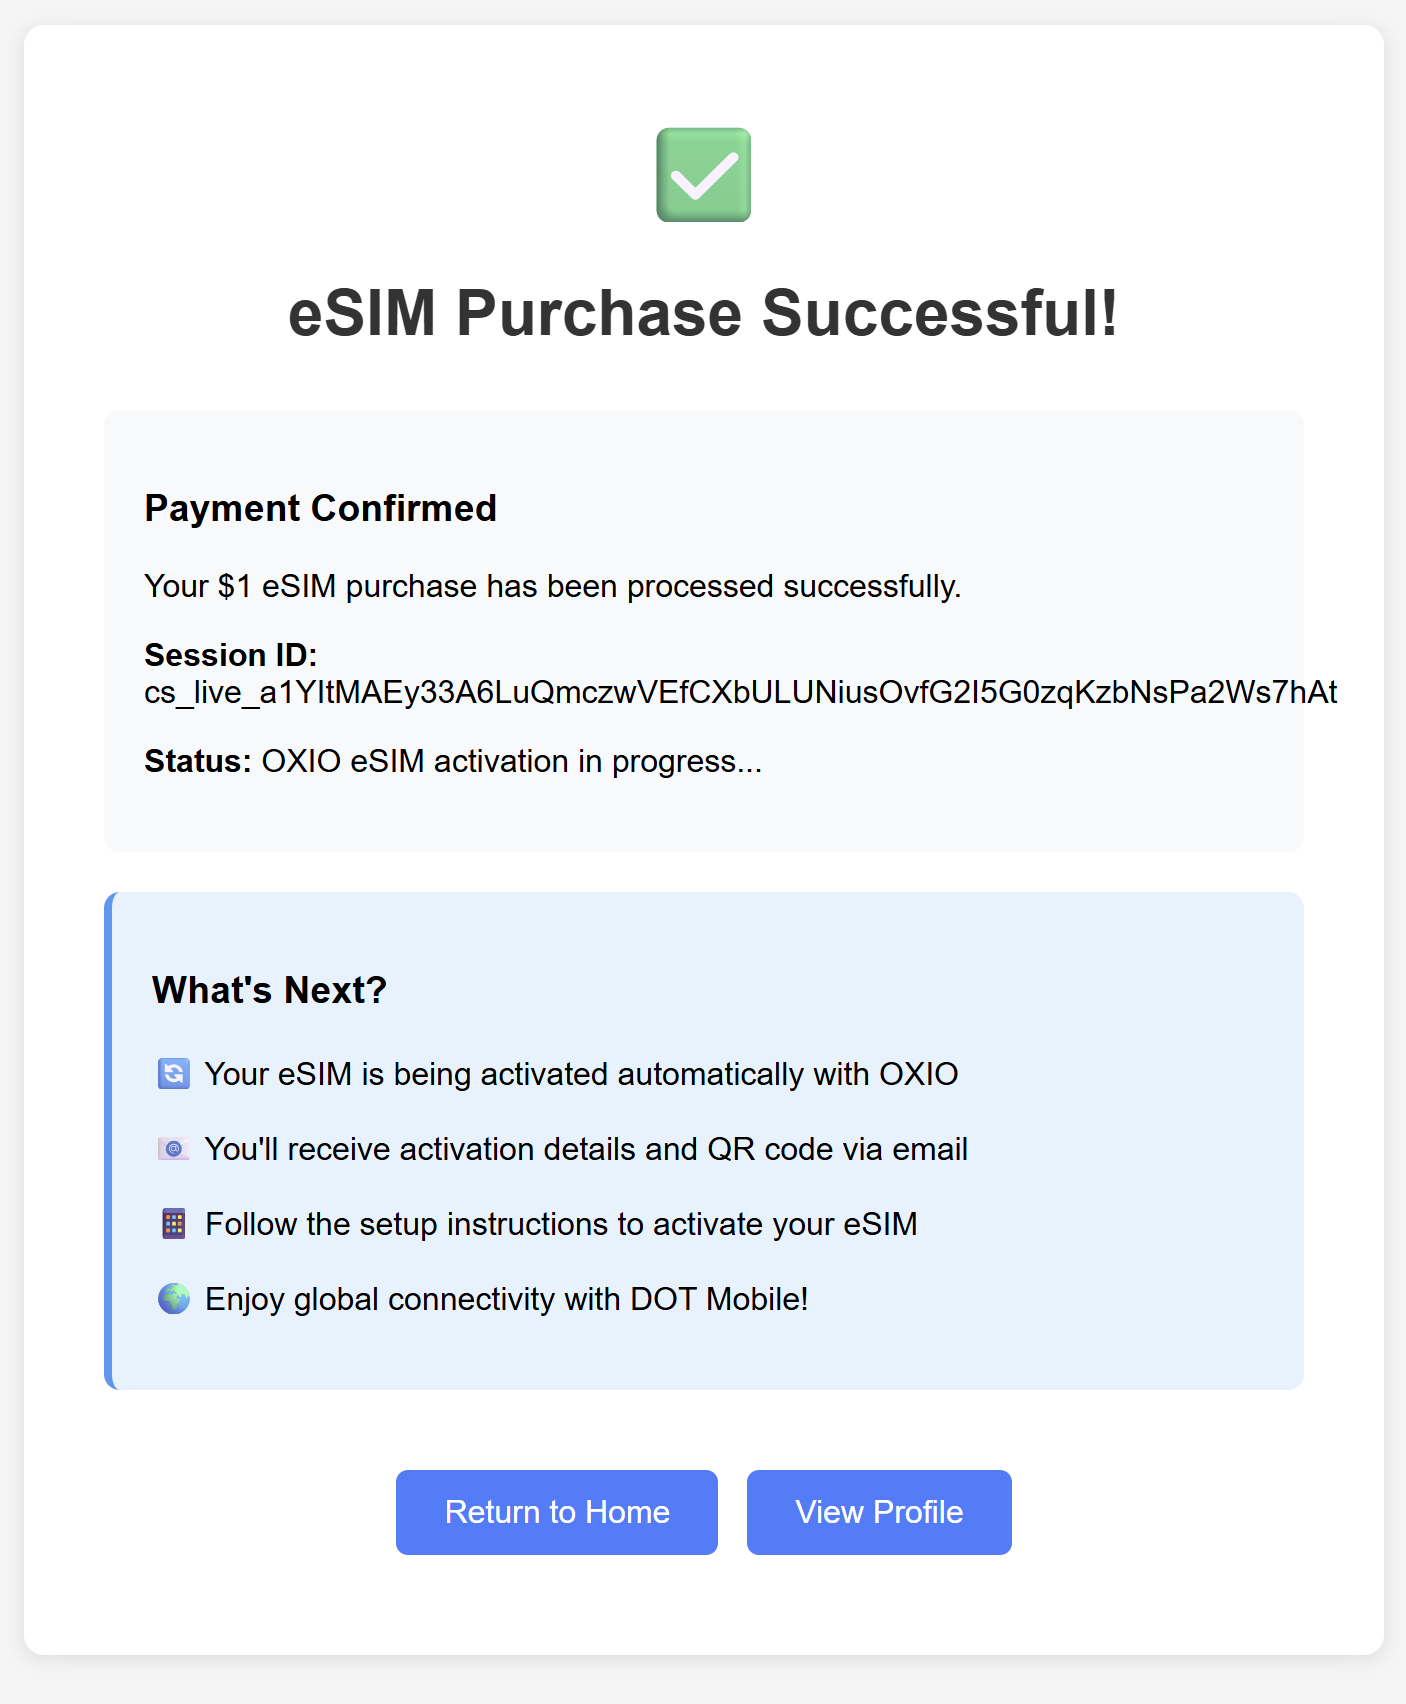 eSIM Purchase Successful!
Payment Confirmed
Your $1 eSIM purchase has been processed successfully.
Session ID:
cs_live_a1YItMAEy33A6LuQmczwVEfCXbULUNiusOvfG2I5G0zqKzbNsPa2Ws7hAt
Status: OXIO eSIM activation in progress...
What's Next?
Your eSIM is being activated automatically with OXIO
You'll receive activation details and QR code via email
Follow the setup instructions to activate your eSIM
Enjoy global connectivity with DOT Mobile!
Return to Home
View Profile